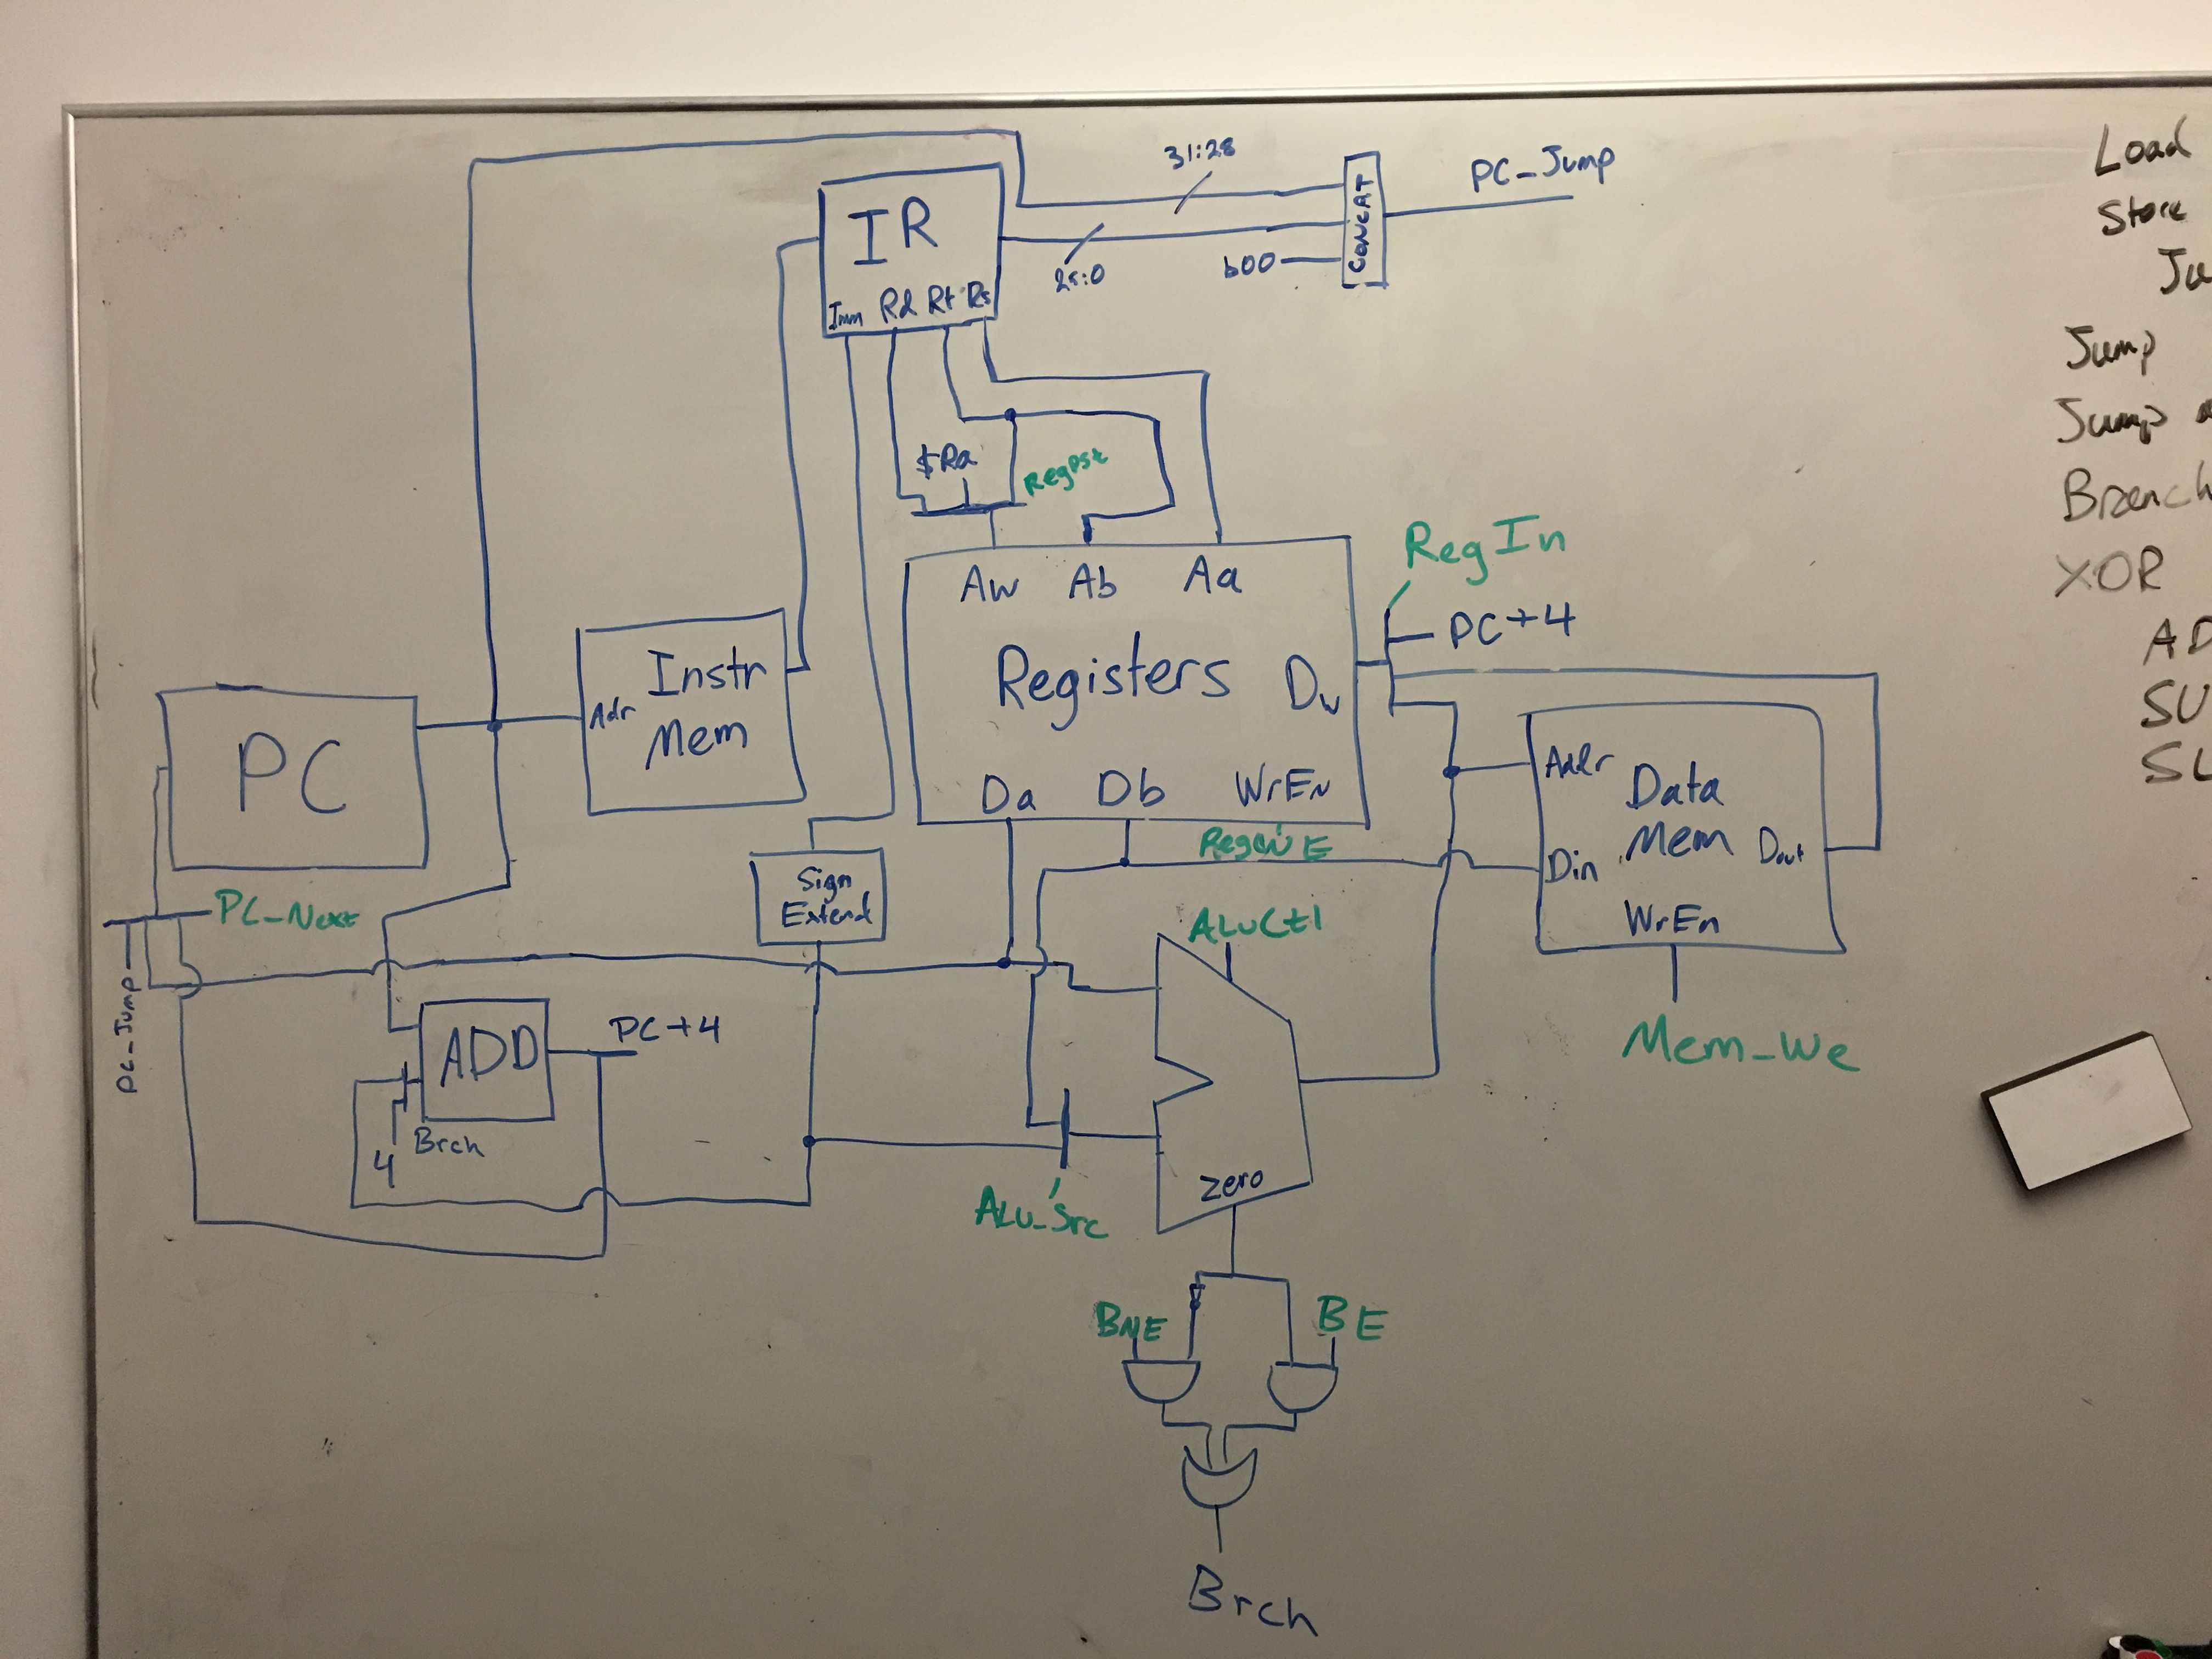 31:28
PC_Jump
IR
CONCAT
25:0
b00
Imm Rd Rt Rs
$Ra
RegDst
RegIn
Aw Ab Aa
PC+4
Registers
Dw
Da Db WrEn
Instr
Mem
Adr
PC
Addr
Data
Mem
Dout
Din
WrEn
Mem_We
Sign
Extend
PC_Next
PC_Jump
ALUCtl
ADD
PC+4
4
Brch
Zero
ALU_Src
BNE
BE
Brch
Load
Store
Ju
Jump
Jump
Branch
XOR
AD
SU
SL